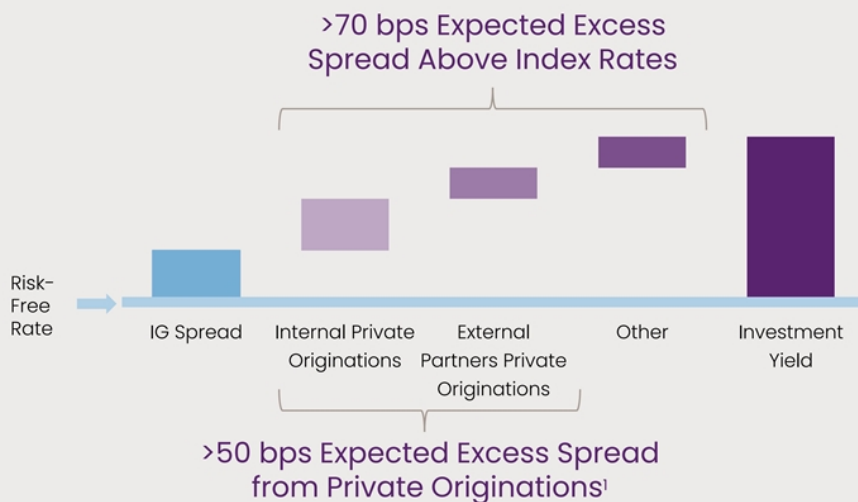 >70 bps Expected Excess
Spread Above Index Rates
Risk-
Free
Rate
IG Spread
Internal Private
Originations
External
Partners Private
Originations
Other
Investment
Yield
>50 bps Expected Excess Spread
from Private Originations¹